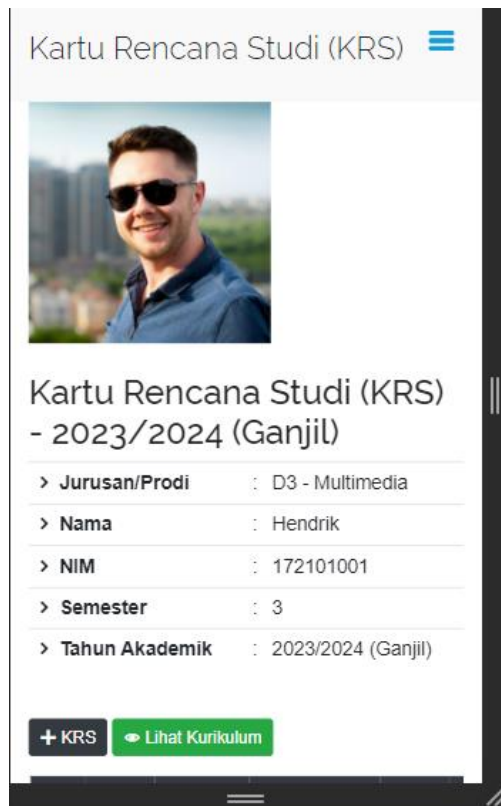 Kartu Rencana Studi (KRS)
Kartu Rencana Studi (KRS)
- 2023/2024 (Ganjil)
Jurusan/Prodi : D3 - Multimedia
Nama : Hendrik
NIM : 172101001
Semester : 3
Tahun Akademik : 2023/2024 (Ganjil)
+ KRS Lihat Kurikulum